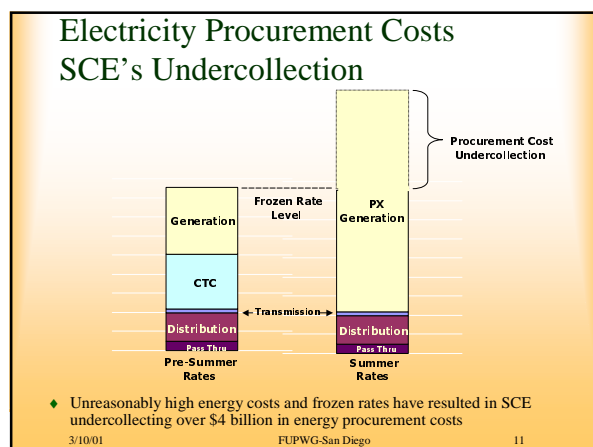 Electricity Procurement Costs
SCE's Undercollection
Procurement Cost
Undercollection
Frozen Rate
Level
Generation
PX
Generation
CTC
Transmission
Distribution
Distribution
Pass Thru
Pass Thru
Pre-Summer
Rates
Summer
Rates
Unreasonably high energy costs and frozen rates have resulted in SCE
undercollecting over $4 billion in energy procurement costs
3/10/01 FUPWG-San Diego 11